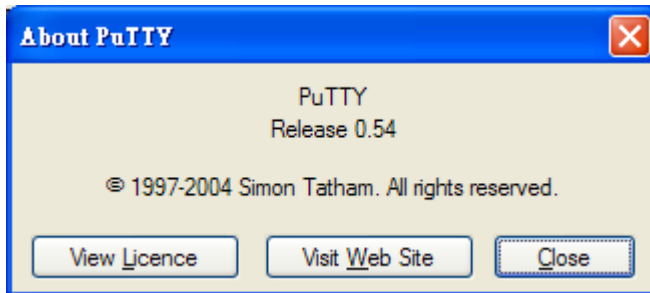 About PuTTY
PuTTY
Release 0.54
© 1997-2004 Simon Tatham. All rights reserved.
View Licence
Visit Web Site
Close